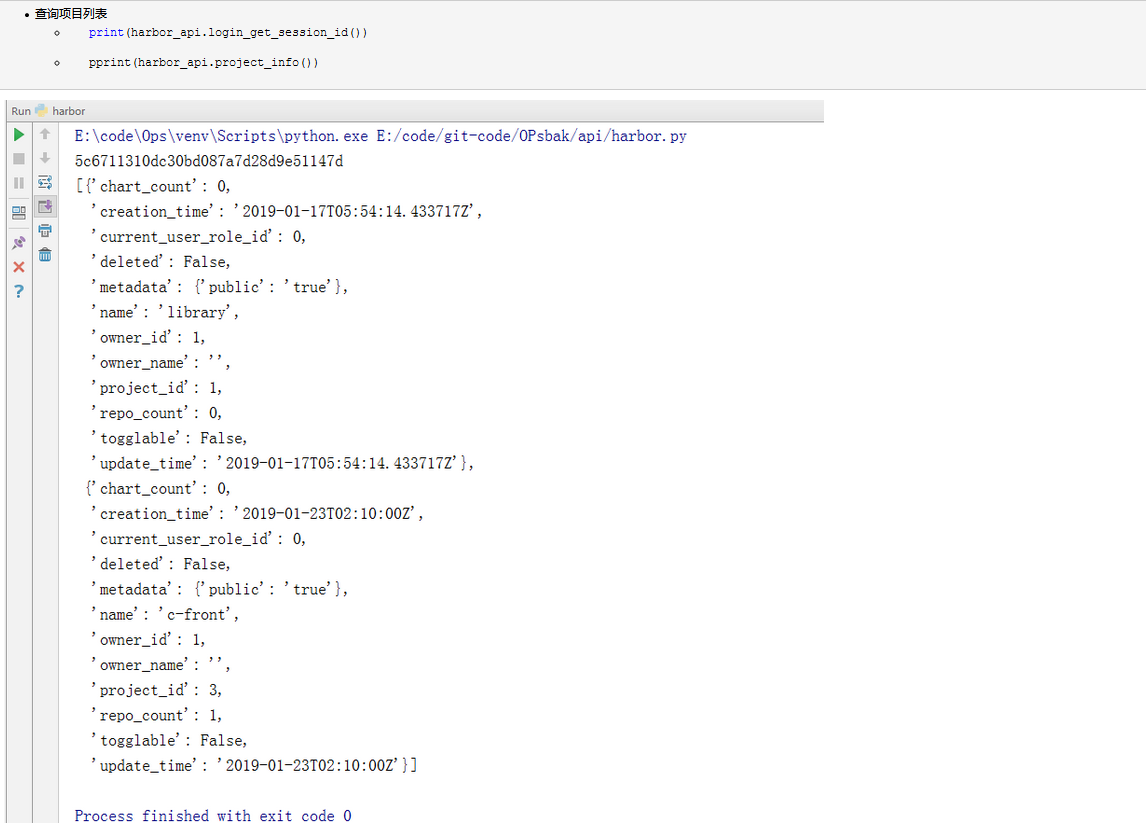 查询项目列表
print(harbor_api.login_get_session_id())
pprint(harbor_api.project_info())
Run harbor
E:\code\Ops\venv\Scripts\python.exe E:/code/git-code/OPsbak/api/harbor.py
5c6711310dc30bd087a7d28d9e51147d
[{'chart_count': 0,
'creation_time': '2019-01-17T05:54:14.433717Z',
'current_user_role_id': 0,
'deleted': False,
'metadata': {'public': 'true'},
'name': 'library',
'owner_id': 1,
'owner_name': '',
'project_id': 1,
'repo_count': 0,
'togglable': False,
'update_time': '2019-01-17T05:54:14.433717Z'},
{'chart_count': 0,
'creation_time': '2019-01-23T02:10:00Z',
'current_user_role_id': 0,
'deleted': False,
'metadata': {'public': 'true'},
'name': 'c-front',
'owner_id': 1,
'owner_name': '',
'project_id': 3,
'repo_count': 1,
'togglable': False,
'update_time': '2019-01-23T02:10:00Z'}]
Process finished with exit code 0